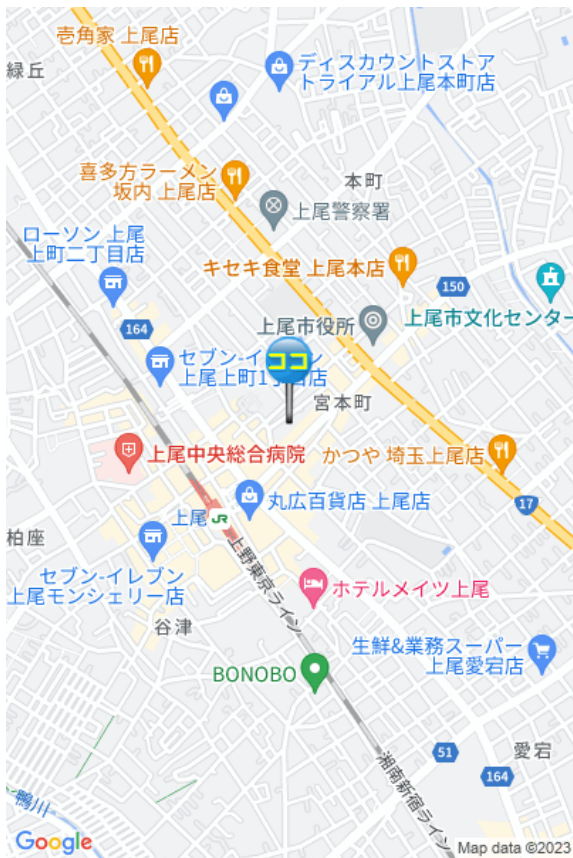 壱角家 上尾店
緑丘
ディスカウントストア
トライアル上尾本町店
喜多方ラーメン
坂内 上尾店
本町
上尾警察署
ローソン 上尾
上町二丁目店
キセキ食堂 上尾本店
150
上尾市役所
上尾市文化センター
164
セブン-イ
ン
上尾上町1
目店
ココ
宮本町
上尾中央総合病院
かつや 埼玉上尾店
丸広百貨店 上尾店
17
上尾
JR
柏座
上野東京ライン
セブン-イレブン
上尾モンシェリー店
ホテルメイツ上尾
谷津
生鮮&業務スーパー
上尾愛宕店
BONOBO
51
愛宕
164
湘南新宿ライン
鴨川
Google
Map data ©2023